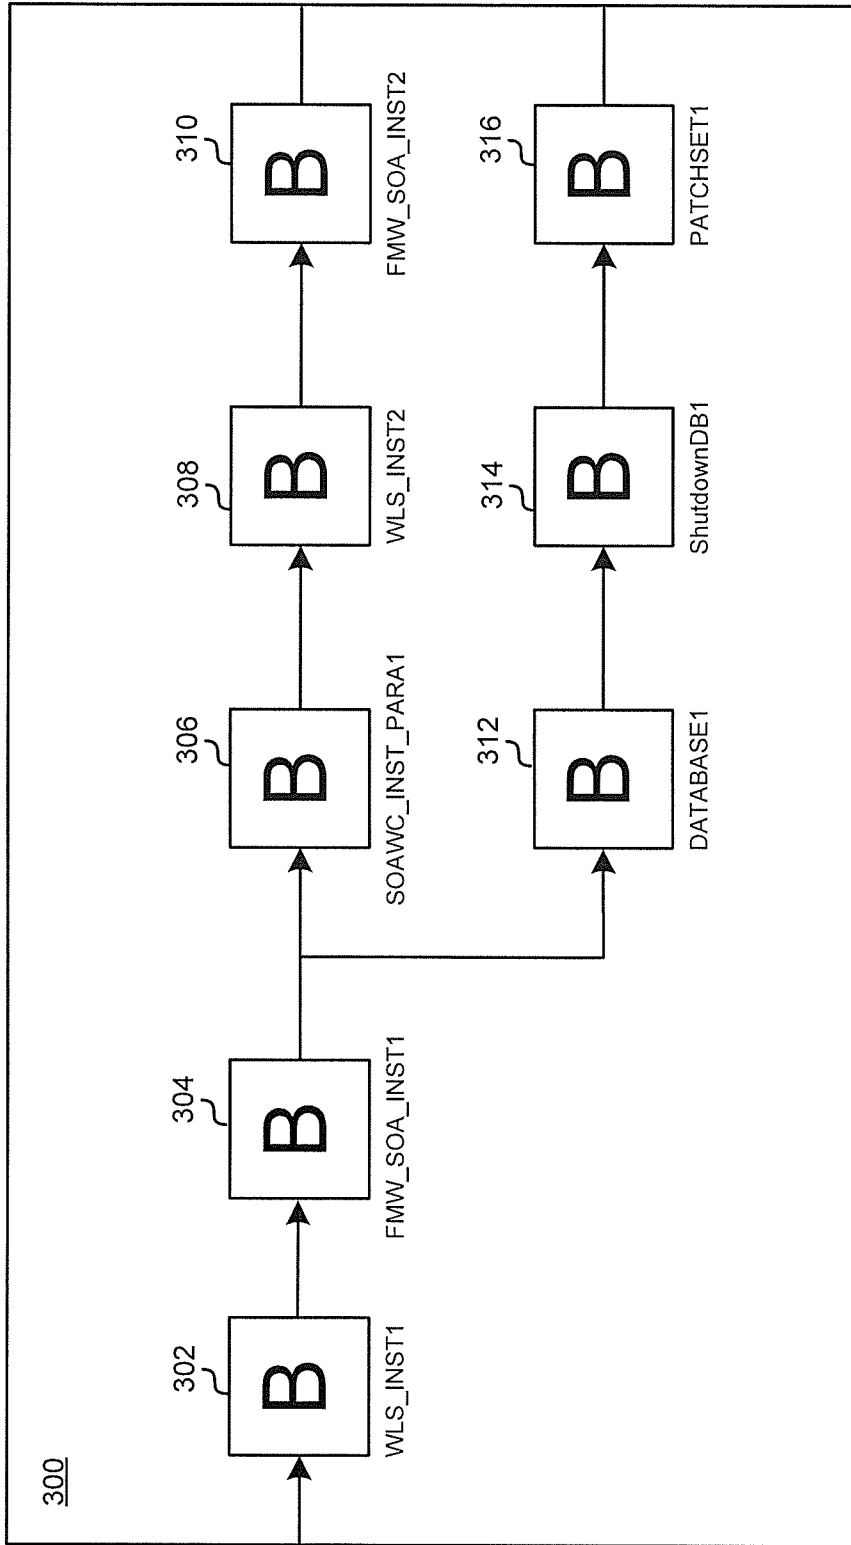 300
302
B
WLS_INST1
304
B
FMW_SOA_INST1
306
B
SOAWC_INST_PARA1
308
B
WLS_INST2
310
B
FMW_SOA_INST2
312
B
DATABASE1
314
B
ShutdownDB1
316
B
PATCHSET1